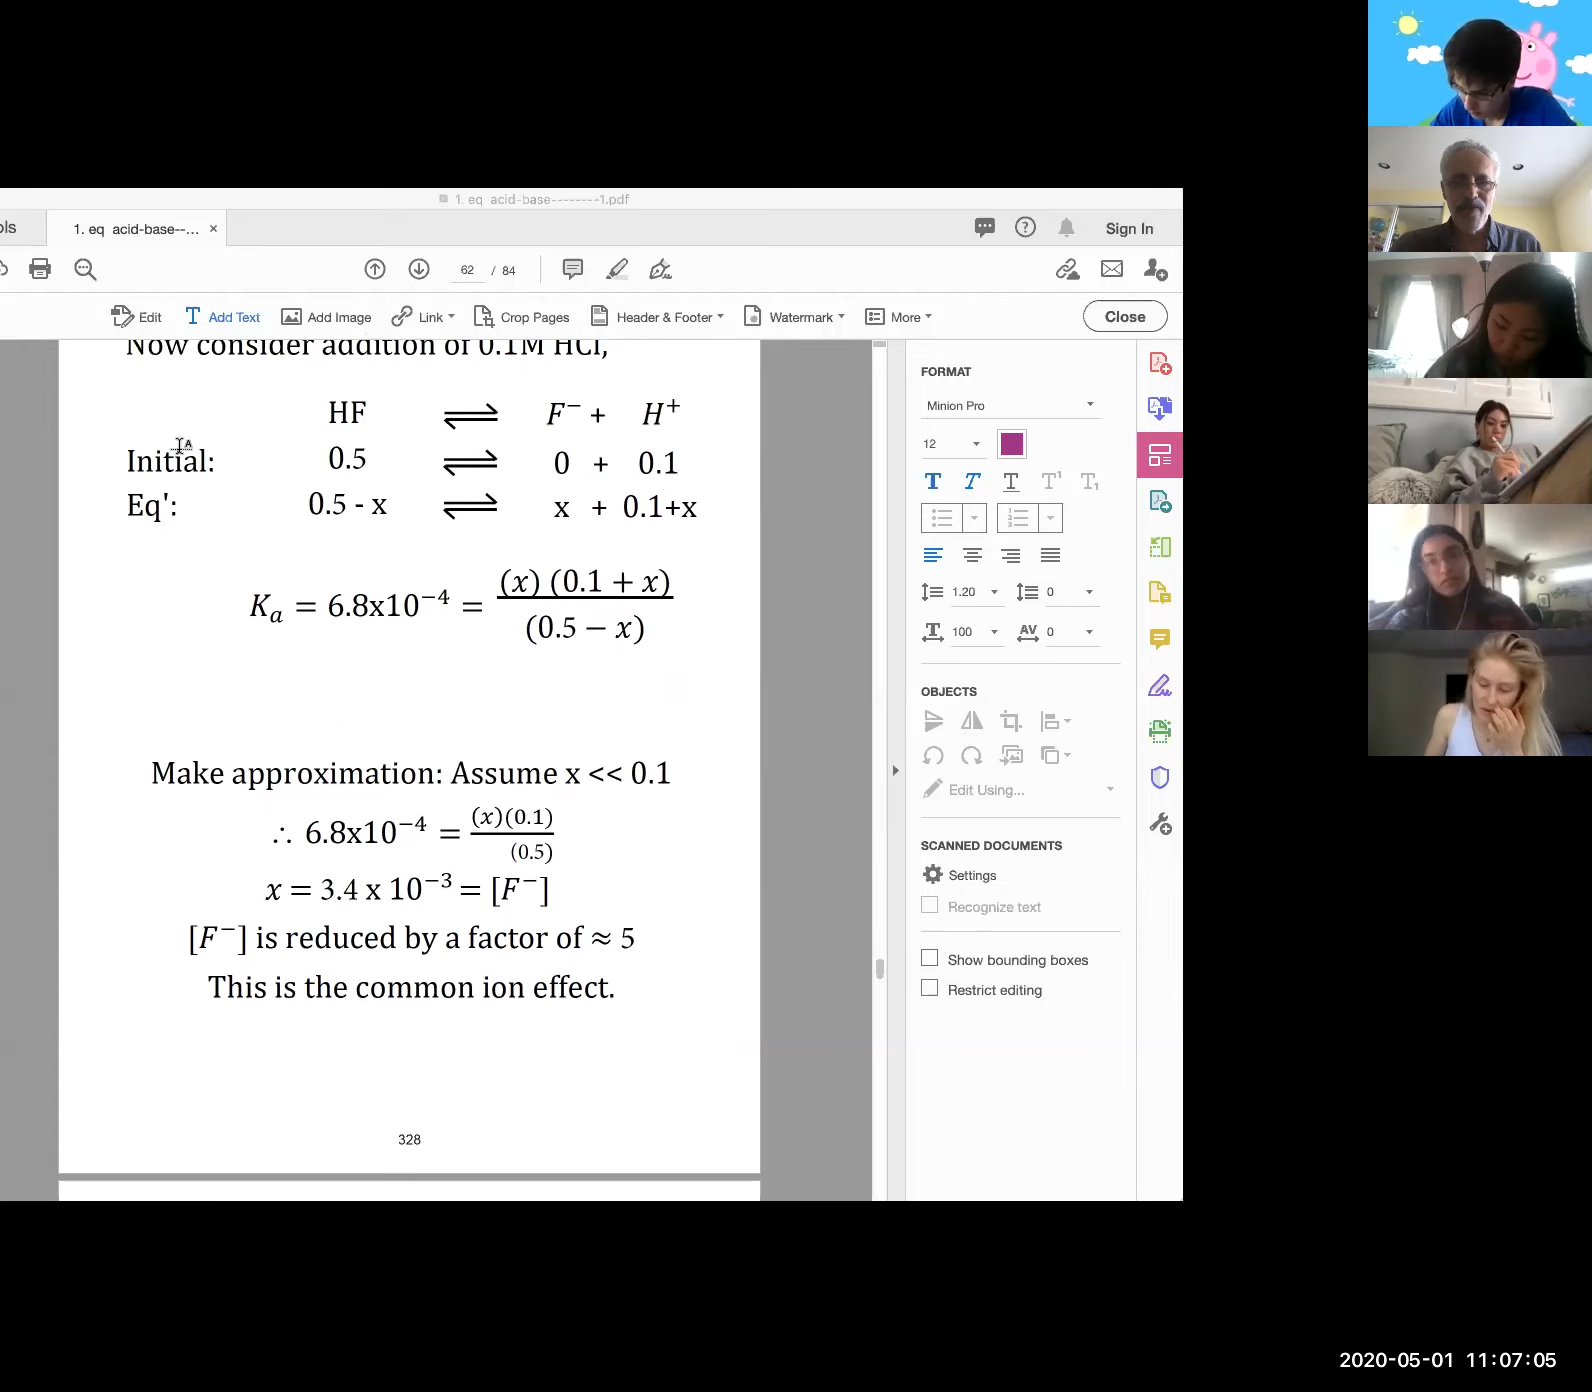 1. eq acid-base--------1.pdf
ols
1. eq acid-base--... ×
Sign In
62 / 84
Edit
Add Text
Add Image
Link
Crop Pages
Header & Footer
Watermark
More
Close
Now consider addition of 0.1M HCl,
HF ⇌ F⁻ + H⁺
Initial: 0.5 ⇌ 0 + 0.1
Eq': 0.5 - x ⇌ x + 0.1+x
Kₐ = 6.8x10⁻⁴ = (x) (0.1 + x)
(0.5 − x)
Make approximation: Assume x << 0.1
∴ 6.8x10⁻⁴ = (x)(0.1)
(0.5)
x = 3.4 x 10⁻³ = [F⁻]
[F⁻] is reduced by a factor of ≈ 5
This is the common ion effect.
328
FORMAT
Minion Pro
12
T T T T¹ T₁
1.20 0
100 AV 0
OBJECTS
Edit Using...
SCANNED DOCUMENTS
Settings
Recognize text
Show bounding boxes
Restrict editing
2020-05-01 11:07:05